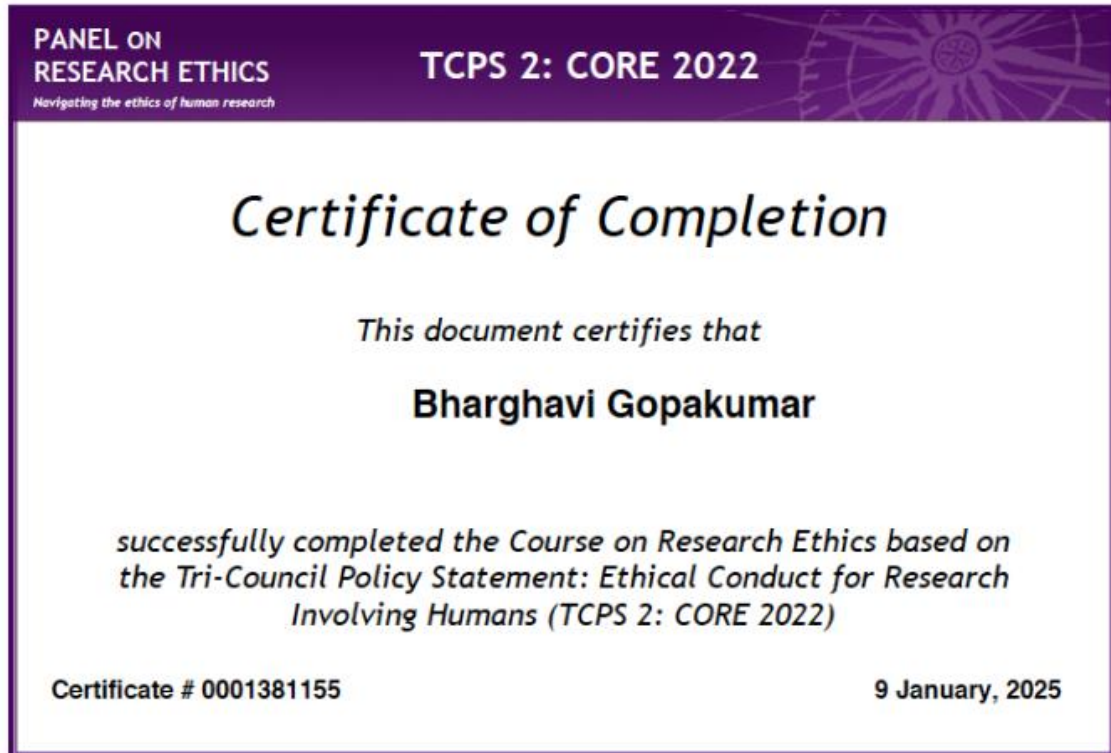 PANEL ON
RESEARCH ETHICS
Navigating the ethics of human research
TCPS 2: CORE 2022
Certificate of Completion
This document certifies that
Bharghavi Gopakumar
successfully completed the Course on Research Ethics based on
the Tri-Council Policy Statement: Ethical Conduct for Research
Involving Humans (TCPS 2: CORE 2022)
Certificate # 0001381155
9 January, 2025